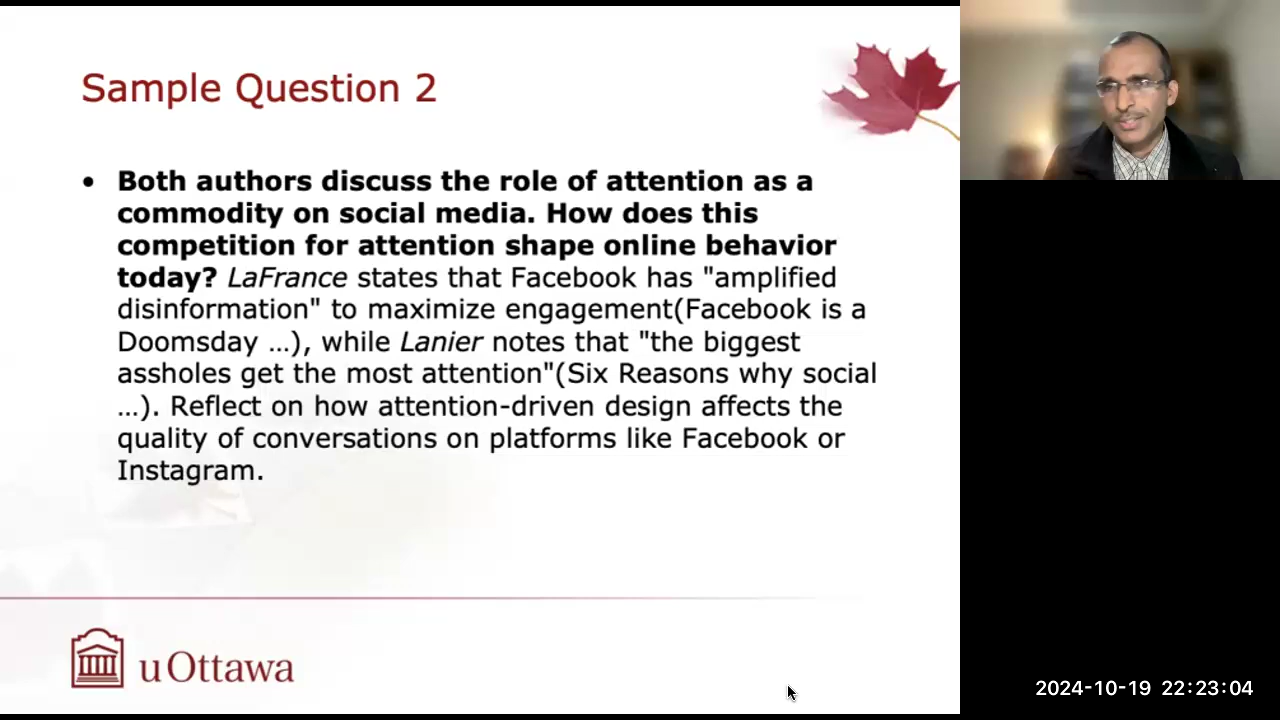 Sample Question 2
• Both authors discuss the role of attention as a
commodity on social media. How does this
competition for attention shape online behavior
today? LaFrance states that Facebook has "amplified
disinformation" to maximize engagement(Facebook is a
Doomsday …), while Lanier notes that "the biggest
assholes get the most attention"(Six Reasons why social
…). Reflect on how attention-driven design affects the
quality of conversations on platforms like Facebook or
Instagram.
uOttawa
2024-10-19 22:23:04